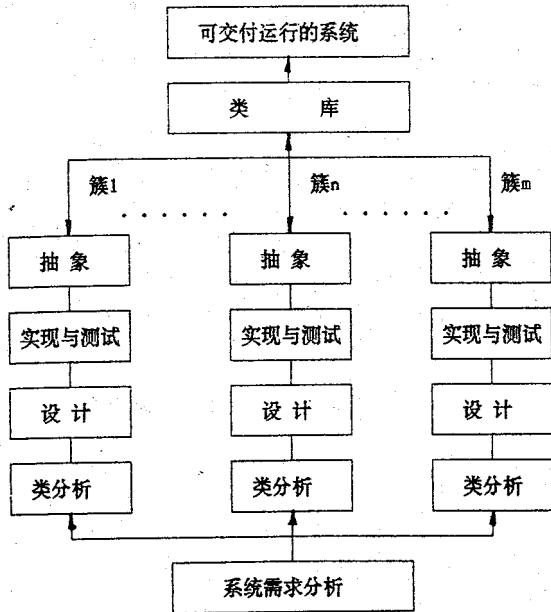 可交付运行的系统
类 库
簇1 簇n 簇m
抽 象 抽 象 抽 象
实现与测试 实现与测试 实现与测试
设 计 设 计 设 计
类分析 类分析 类分析
系统需求分析